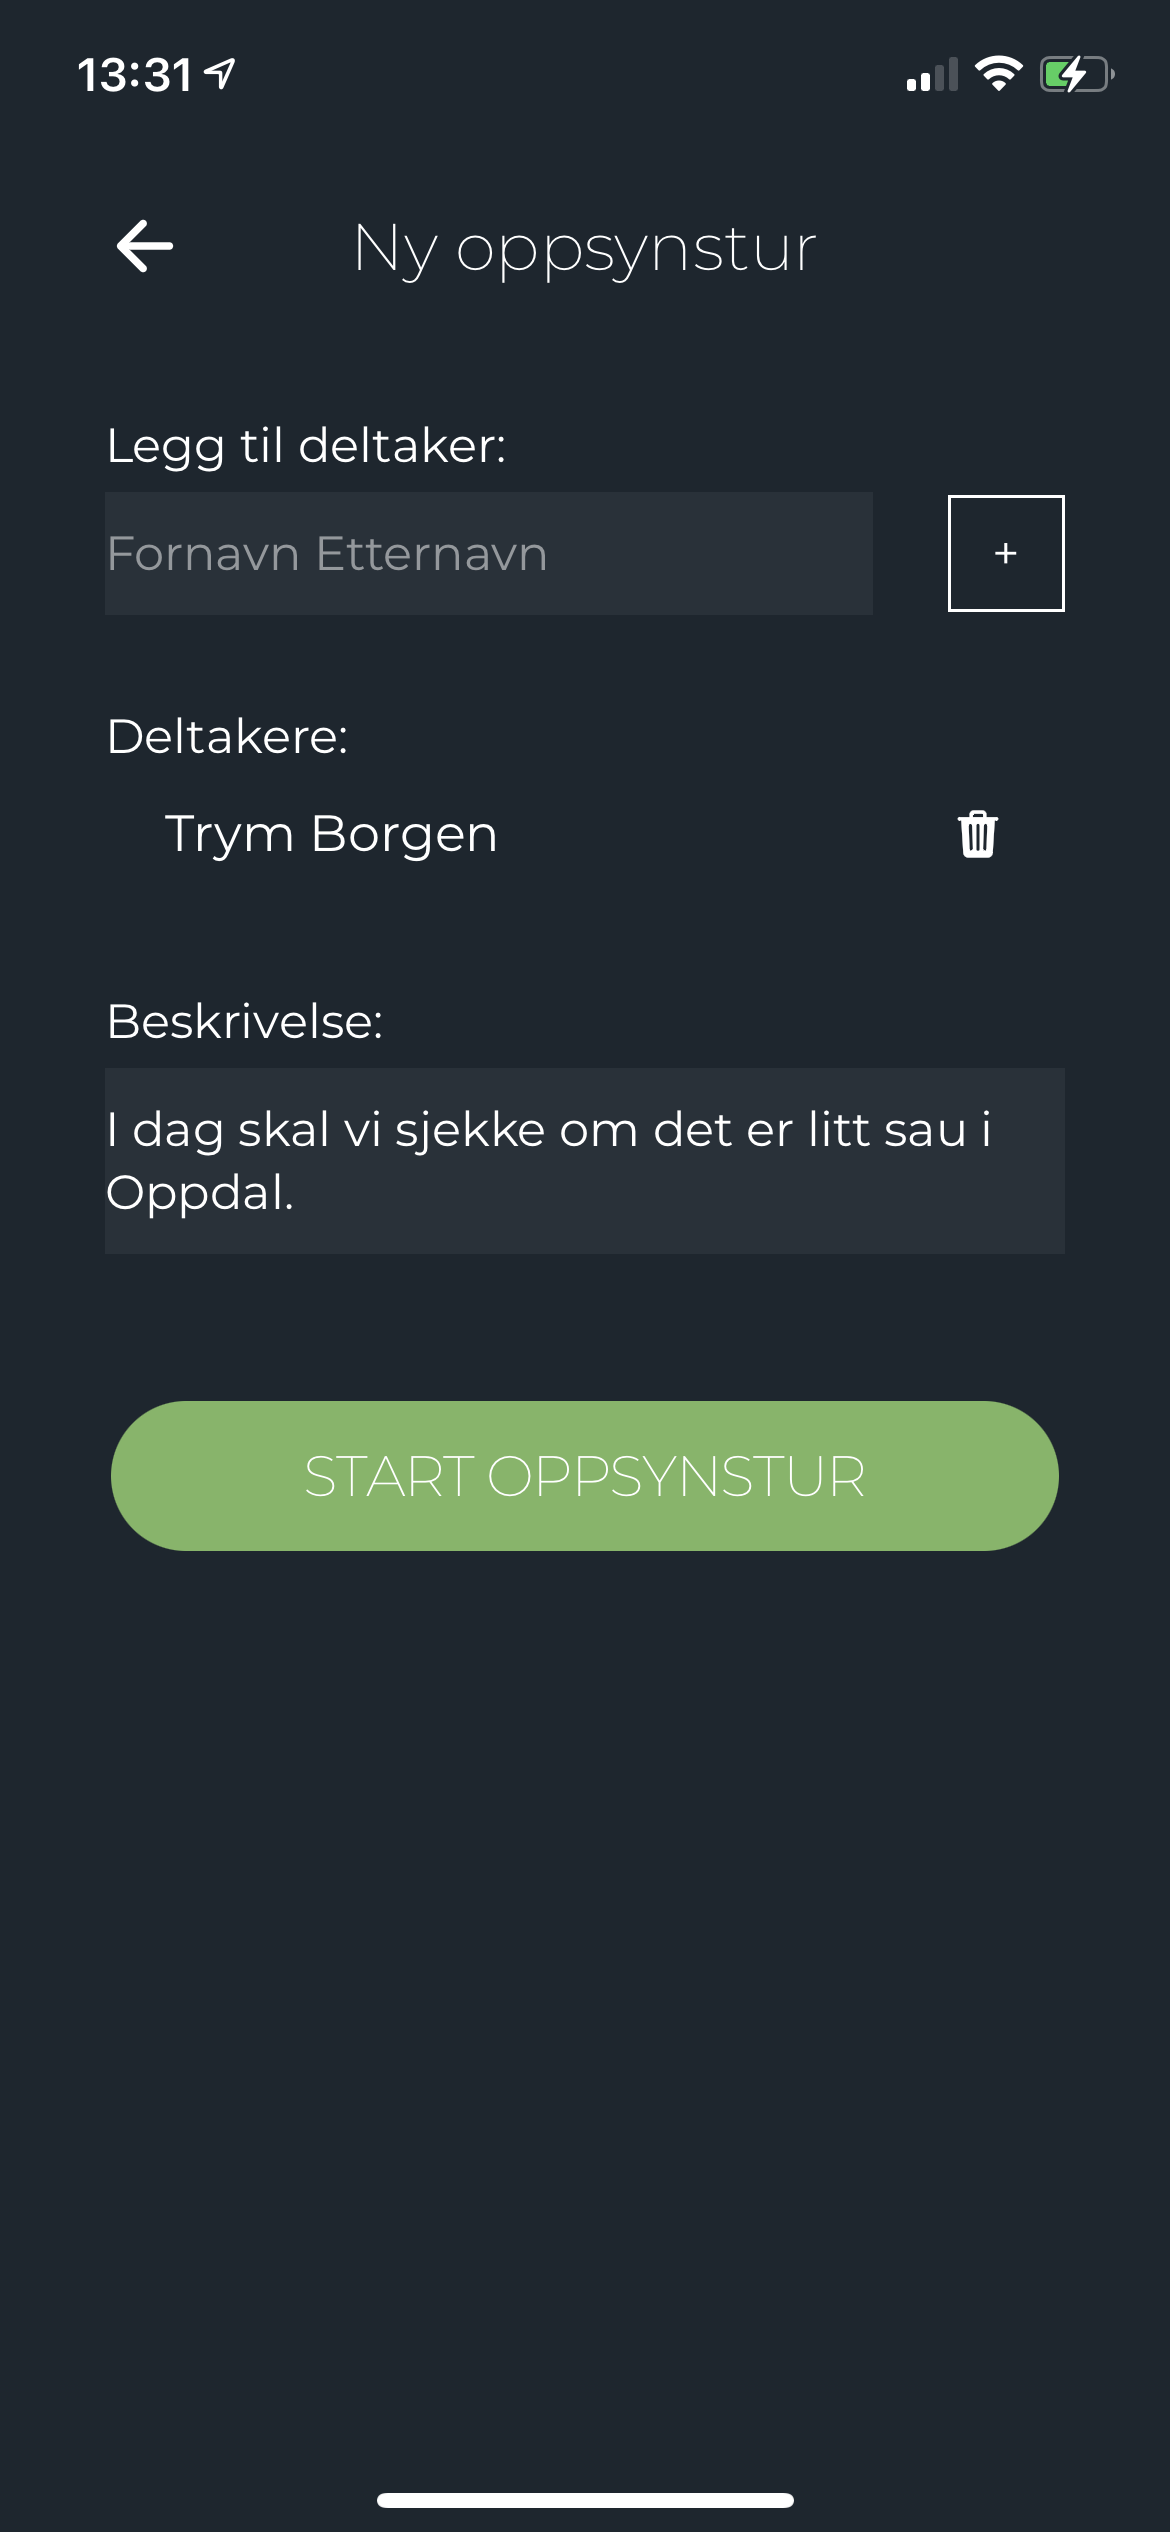 13:31
Ny oppsynstur
Legg til deltaker:
Fornavn Etternavn
+
Deltakere:
Trym Borgen
Beskrivelse:
I dag skal vi sjekke om det er litt sau i
Oppdal.
START OPPSYNSTUR